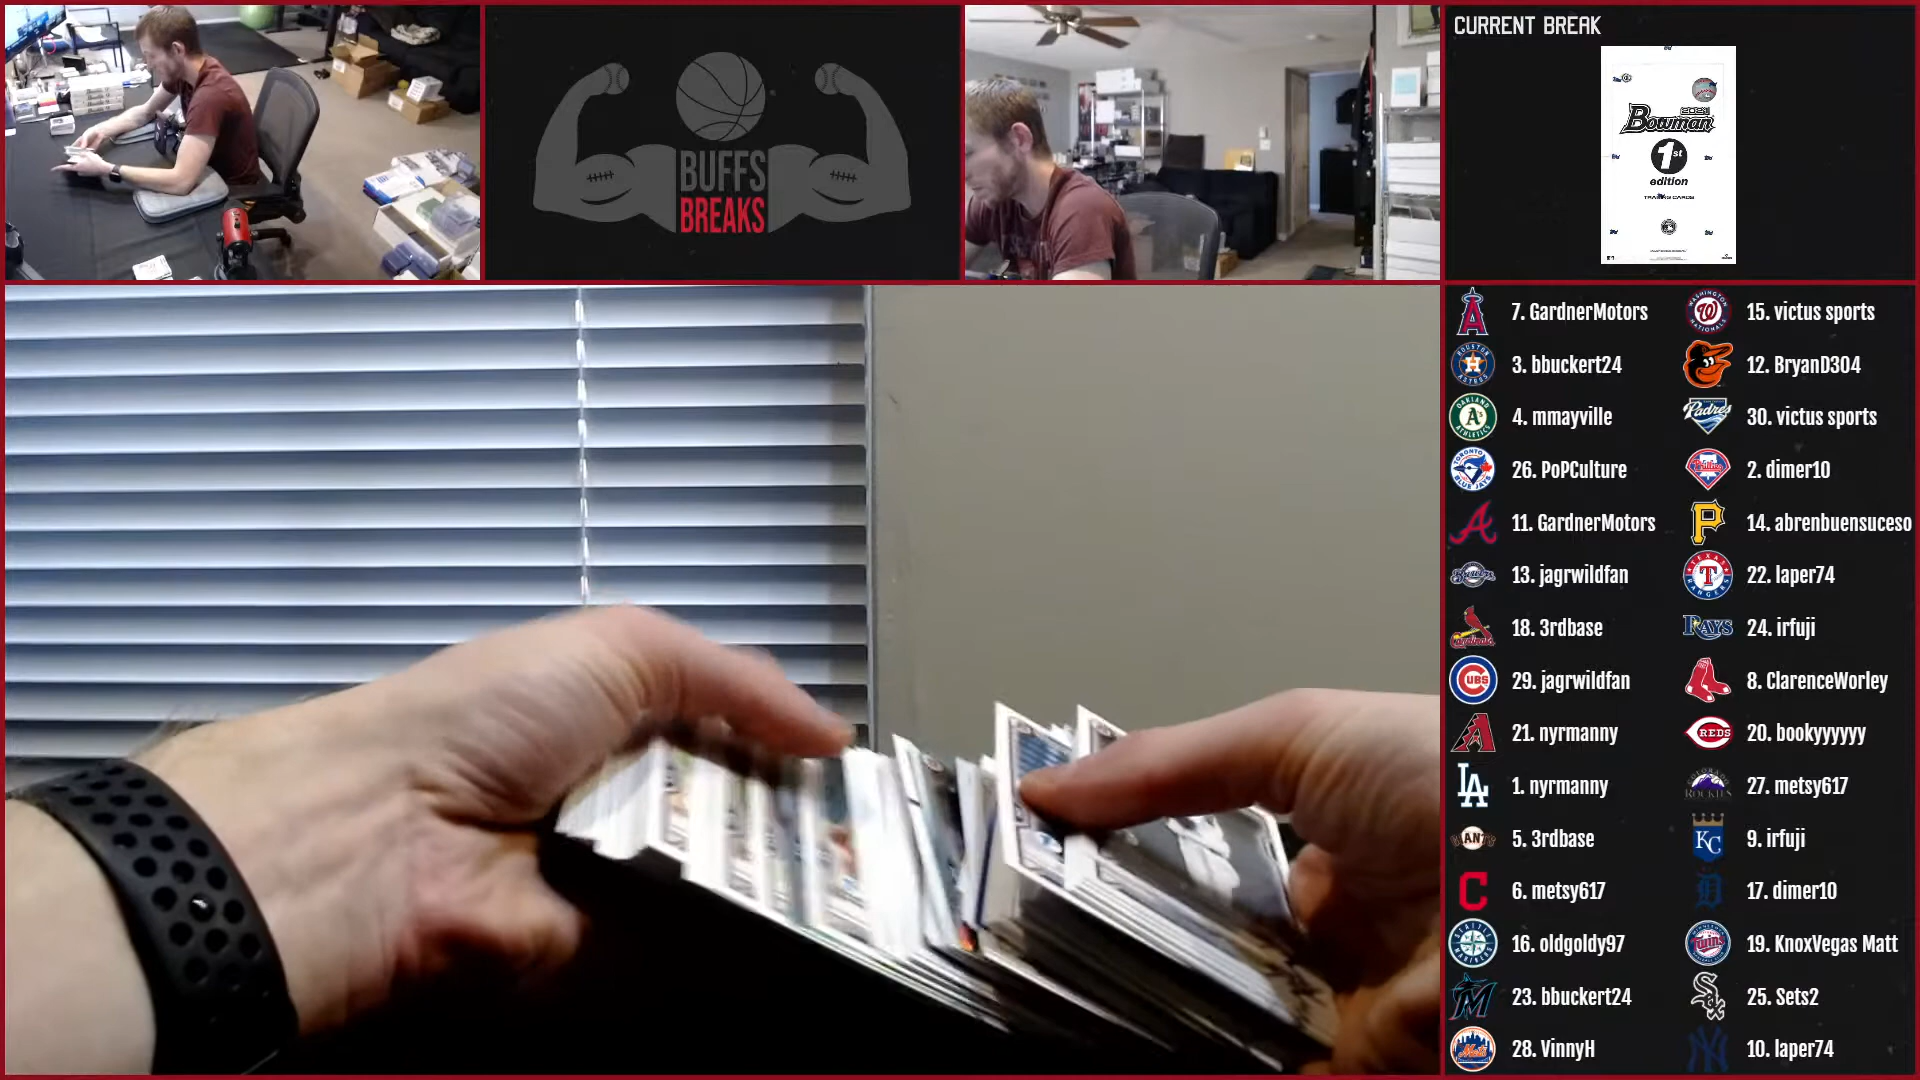 BUFFS
BREAKS
CURRENT BREAK
Bowman
1st
edition
TRADING CARDS
7. GardnerMotors
3. bbuckert24
4. mmayville
26. PoPCulture
11. GardnerMotors
13. jagrwildfan
18. 3rdbase
29. jagrwildfan
21. nyrmanny
1. nyrmanny
5. 3rdbase
6. metsy617
16. oldgoldy97
23. bbuckert24
28. VinnyH
15. victus sports
12. BryanD304
30. victus sports
2. dimer10
14. abrenbuensuceso
22. laper74
24. irfuji
8. ClarenceWorley
20. bookyyyyyy
27. metsy617
9. irfuji
17. dimer10
19. KnoxVegas Matt
25. Sets2
10. laper74